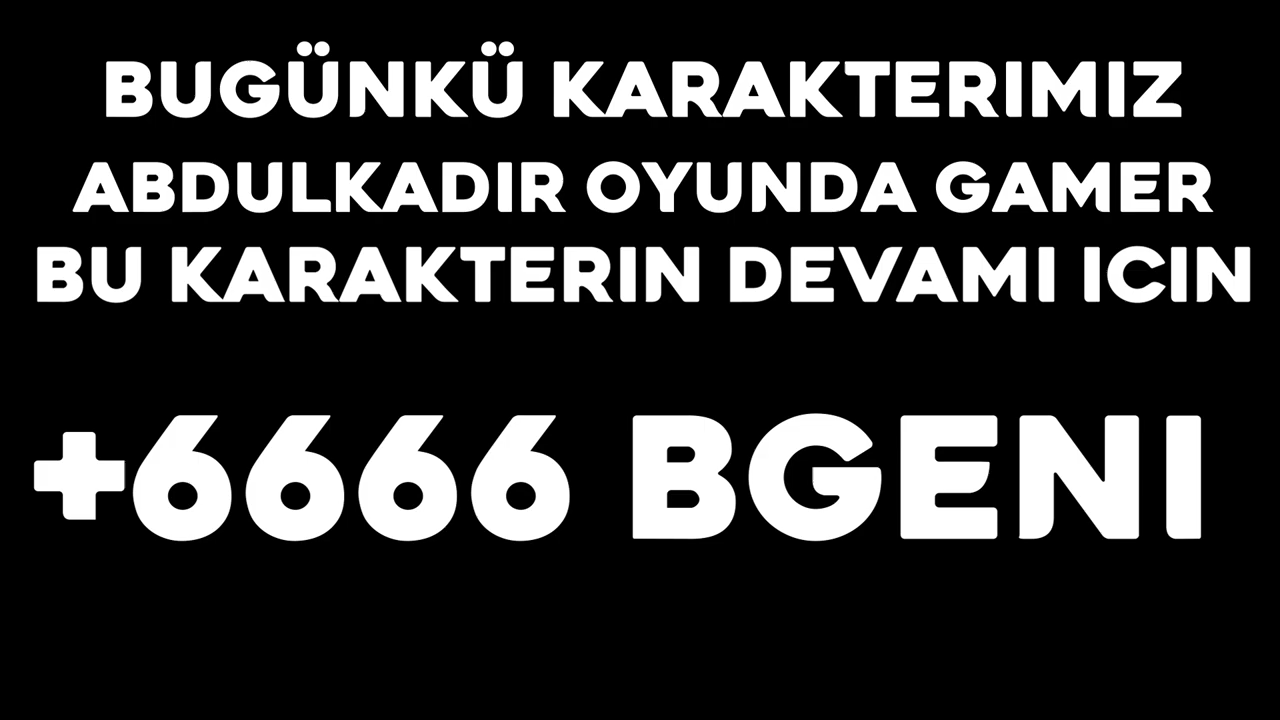 BUGÜNKÜ KARAKTERIMIZ
ABDULKADIR OYUNDA GAMER
BU KARAKTERIN DEVAMI ICIN
+6666 BGENI